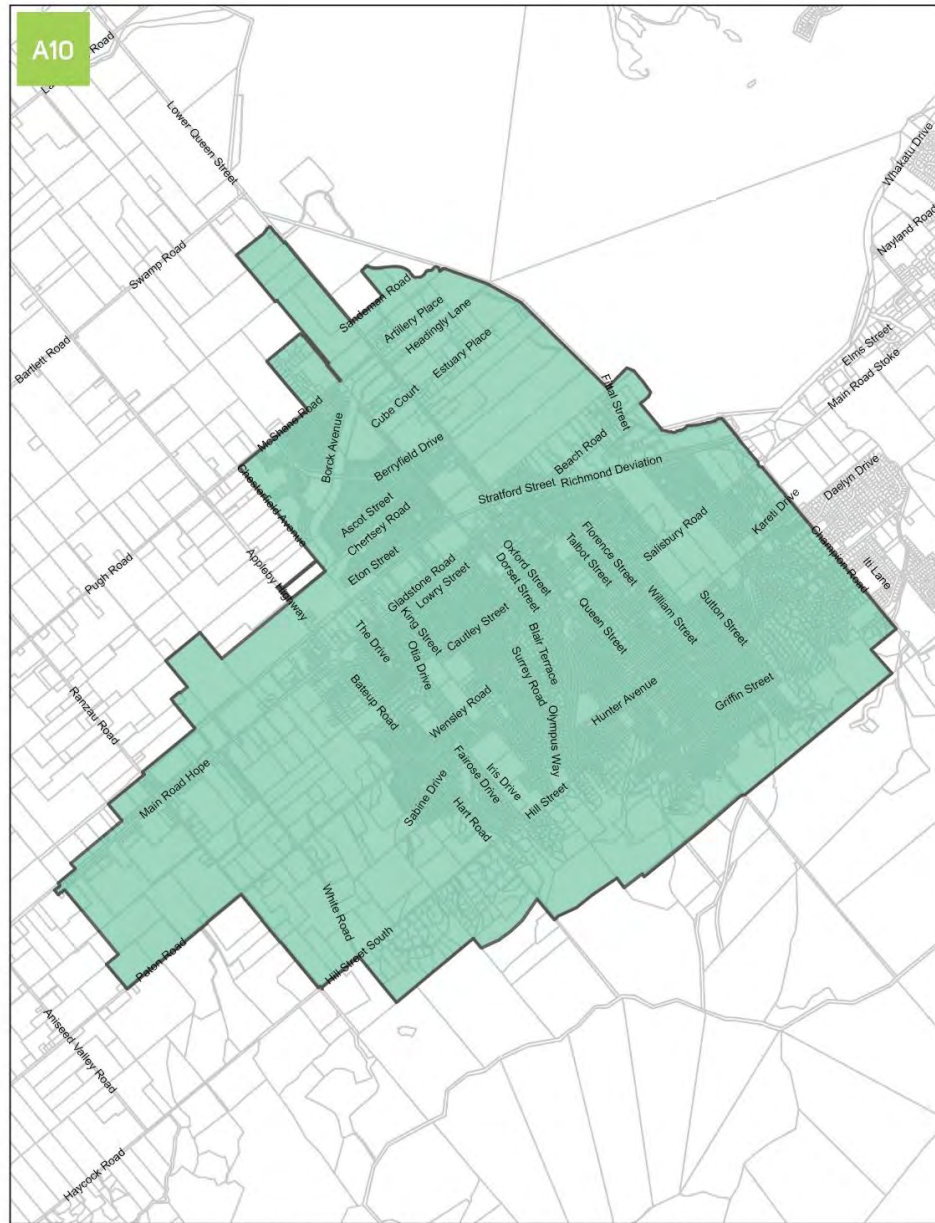 A10
Road
Lower Queen Street
Whakatu Drive
Nayland Road
Swamp Road
Sandeman Road
Artillery Place
Headingly Lane
Estuary Place
Bartlett Road
Elms Street
Main Road Stoke
Cube Court
McShane Road
Borck Avenue
Berryfield Drive
Beach Road
Stratford Street
Richmond Deviation
Daelyn Drive
Chesterfield Avenue
Ascot Street
Chertsey Road
Salisbury Road
Kareti Drive
Champion Road
Iti Lane
Pugh Road
Appleby Highway
Elton Street
Gladstone Road
Lowry Street
Oxford Street
Dorset Street
Florence Street
Talbot Street
King Street
Cautley Street
Queen Street
William Street
Sutton Street
The Drive
Otia Drive
Blair Terrace
Surrey Road
Bateup Road
Wensley Road
Olympus Way
Hunter Avenue
Griffin Street
Ranzau Road
Main Road Hope
Fairose Drive
Iris Drive
Sabine Drive
Hart Road
Hill Street
White Road
Hill Street South
Paton Road
Aniseed Valley Road
Haycock Road